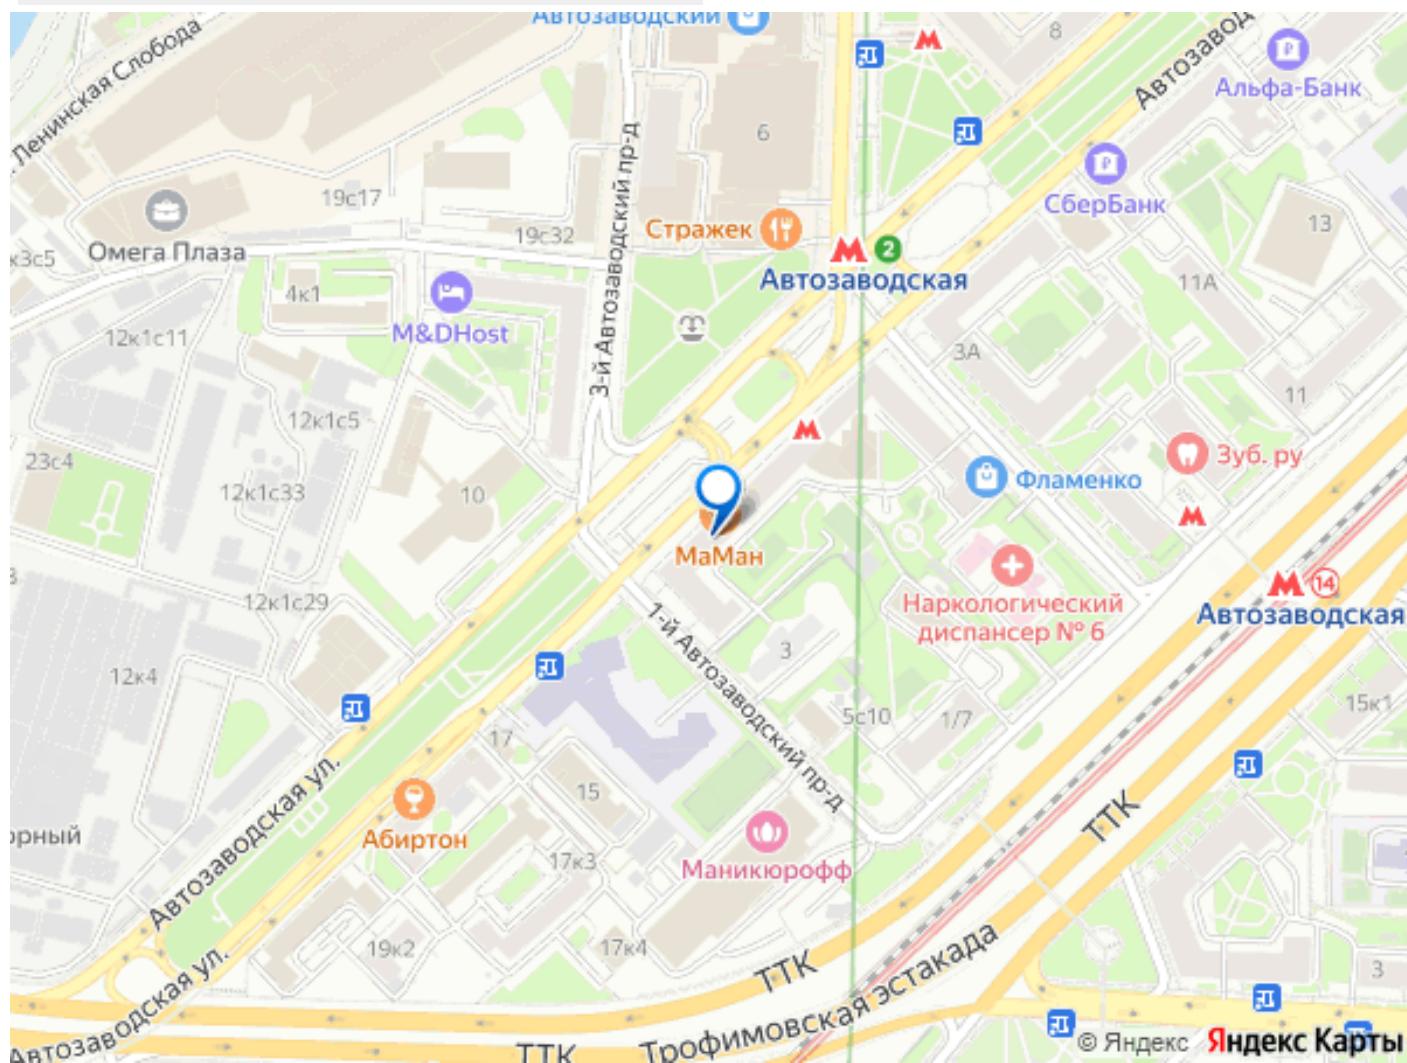 Автозаводский
8
Автозавод
Альфа-Банк
Ленинская Слобода
6
СберБанк
3-й Автозаводский пр-д
19с17
Стражек
19с32
13
Омега Плаза
к3с5
2
Автозаводская
11А
4к1
M&DHost
12к1с11
3А
11
12к1с5
23с4
Зуб. ру
Фламенко
12к1с33
10
МаМан
14
Автозаводская
Наркологический
диспансер № 6
12к1с29
1-й Автозаводский пр-д
3
12к4
5с10
1/7
15к1
17
15
Автозаводская ул.
Абиртон
ТТК
орный
17к3
Маникюрофф
19к2
17к4
ТТК
3
Автозаводская ул.
Трофимовская эстакада
ТТК
© Яндекс Яндекс Карты